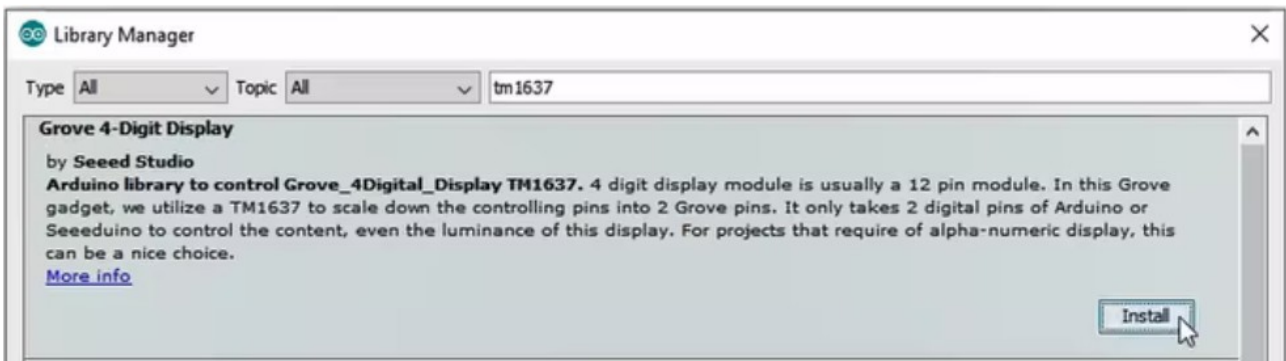 Library Manager
Type All Topic All tm1637
Grove 4-Digit Display
by Seeed Studio
Arduino library to control Grove_4Digital_Display TM1637. 4 digit display module is usually a 12 pin module. In this Grove
gadget, we utilize a TM1637 to scale down the controlling pins into 2 Grove pins. It only takes 2 digital pins of Arduino or
Seeeduino to control the content, even the luminance of this display. For projects that require of alpha-numeric display, this
can be a nice choice.
More info
Install